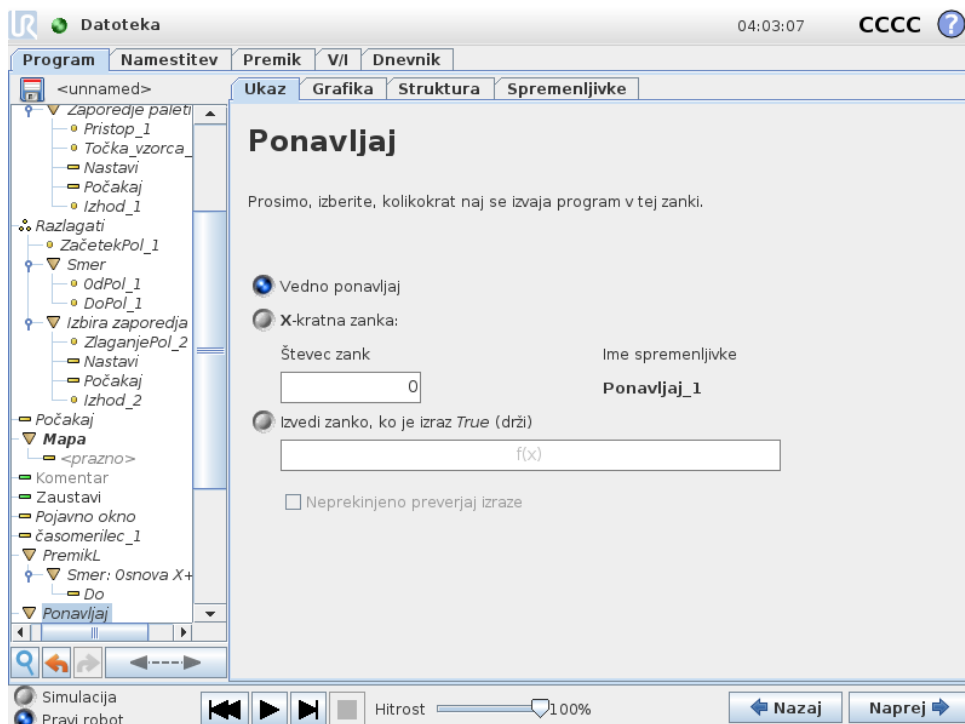 UR Datoteka 04:03:07 CCCC ?
Program Namestitev Premik V/I Dnevnik
<unnamed>
Ukaz Grafika Struktura Spremenljivke
Zaporedje paleti
Pristop_1
Točka_vzorca_
Nastavi
Počakaj
Izhod_1
Razlagati
ZačetekPol_1
Smer
OdPol_1
DoPol_1
Izbira zaporedja
ZlaganjePol_2
Nastavi
Počakaj
Izhod_2
Počakaj
Mapa
<prazno>
Komentar
Zaustavi
Pojavno okno
časomerilec_1
PremikL
Smer: Osnova X+
Do
Ponavljaj
Ponavljaj
Prosimo, izberite, kolikokrat naj se izvaja program v tej zanki.
Vedno ponavljaj
X-kratna zanka:
Števec zank Ime spremenljivke
0 Ponavljaj_1
Izvedi zanko, ko je izraz True (drži)
f(x)
Neprekinjeno preverjaj izraze
Simulacija
Pravi robot
Hitrost 100%
Nazaj Naprej